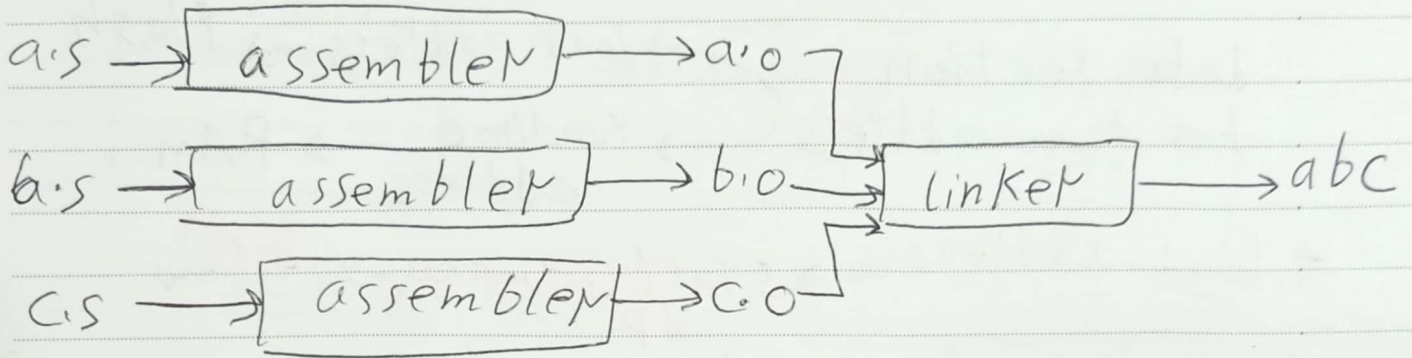 a.s → assembler → a.o
b.s → assembler → b.o → linker → abc
c.s → assembler → c.o